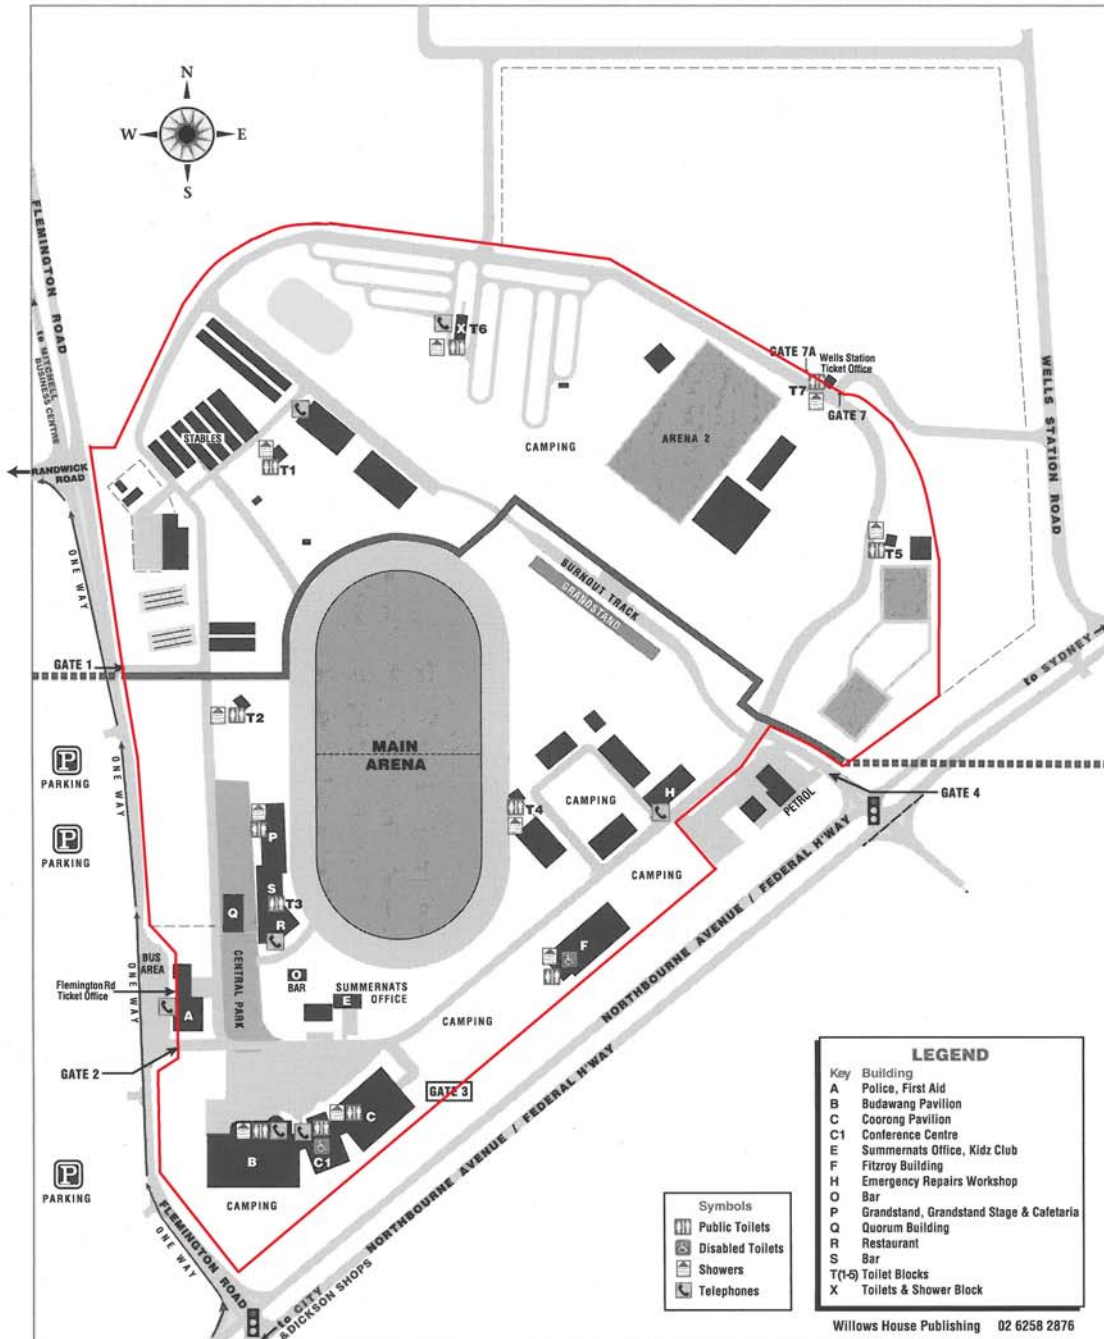 N
W
E
S
FLEMINGTON ROAD
to MITCHELL
BUSINESS CENTRE
RANDWICK
ROAD
ONE WAY
STABLES
T1
X T6
CAMPING
ARENA 2
GATE 7A
Wells Station
Ticket Office
T7
GATE 7
WELLS STATION ROAD
T5
BURNOUT TRACK
GRANDSTAND
to SYDNEY
GATE 1
T2
MAIN
ARENA
P
PARKING
ONE WAY
P
PARKING
P
S
T3
R
Q
CENTRAL PARK
T4
CAMPING
H
PETROL
GATE 4
CAMPING
F
BUS
AREA
Flemington Rd
Ticket Office
ONE WAY
A
O
BAR
SUMMERNATS
E OFFICE
CAMPING
GATE 2
GATE 3
C
C1
B
CAMPING
P
PARKING
NORTHBOURNE AVENUE / FEDERAL H'WAY
NORTHBOURNE AVENUE / FEDERAL H'WAY
FLEMINGTON ROAD
ONE WAY
to CITY
& DICKSON SHOPS
Symbols
Public Toilets
Disabled Toilets
Showers
Telephones
LEGEND
Key Building
A Police, First Aid
B Budawang Pavilion
C Coorong Pavilion
C1 Conference Centre
E Summernats Office, Kidz Club
F Fitzroy Building
H Emergency Repairs Workshop
O Bar
P Grandstand, Grandstand Stage & Cafetaria
Q Quorum Building
R Restaurant
S Bar
T(1-5) Toilet Blocks
X Toilets & Shower Block
Willows House Publishing 02 6258 2876